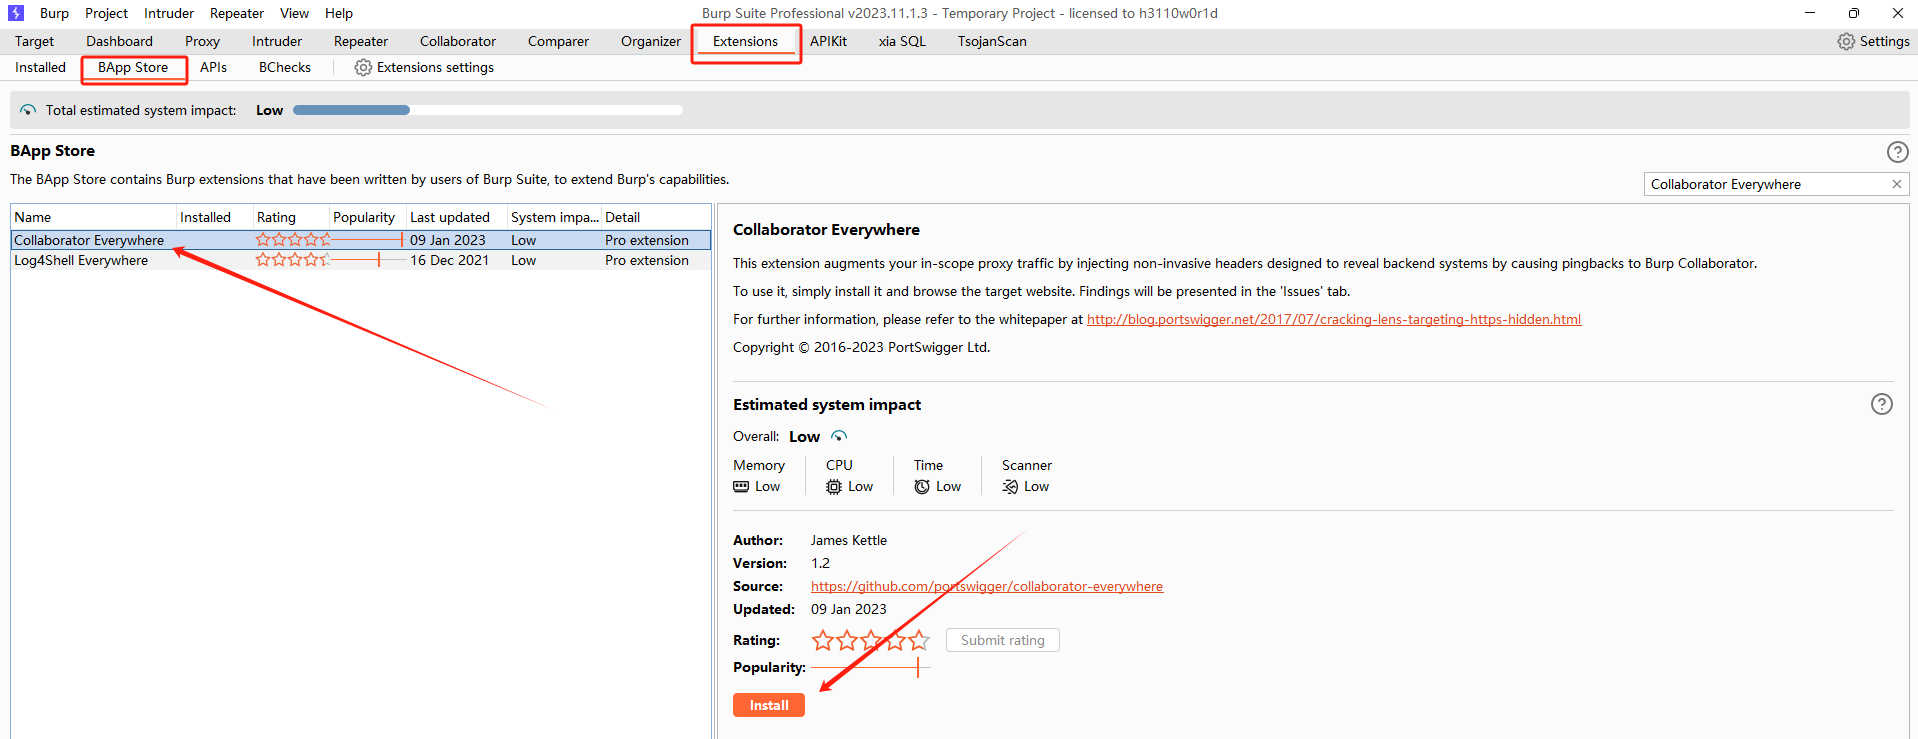 Burp Project Intruder Repeater View Help Burp Suite Professional v2023.11.1.3 - Temporary Project - licensed to h3110w0r1d
Target Dashboard Proxy Intruder Repeater Collaborator Comparer Organizer Extensions APIKit xia SQL TsojanScan Settings
Installed BApp Store APIs BChecks Extensions settings
Total estimated system impact: Low
BApp Store
The BApp Store contains Burp extensions that have been written by users of Burp Suite, to extend Burp's capabilities.
Collaborator Everywhere
Name Installed Rating Popularity Last updated System impa... Detail
Collaborator Everywhere 09 Jan 2023 Low Pro extension
Log4Shell Everywhere 16 Dec 2021 Low Pro extension
Collaborator Everywhere
This extension augments your in-scope proxy traffic by injecting non-invasive headers designed to reveal backend systems by causing pingbacks to Burp Collaborator.
To use it, simply install it and browse the target website. Findings will be presented in the 'Issues' tab.
For further information, please refer to the whitepaper at http://blog.portswigger.net/2017/07/cracking-lens-targeting-https-hidden.html
Copyright © 2016-2023 PortSwigger Ltd.
Estimated system impact
Overall: Low
Memory CPU Time Scanner
Low Low Low Low
Author: James Kettle
Version: 1.2
Source: https://github.com/portswigger/collaborator-everywhere
Updated: 09 Jan 2023
Rating: Submit rating
Popularity:
Install